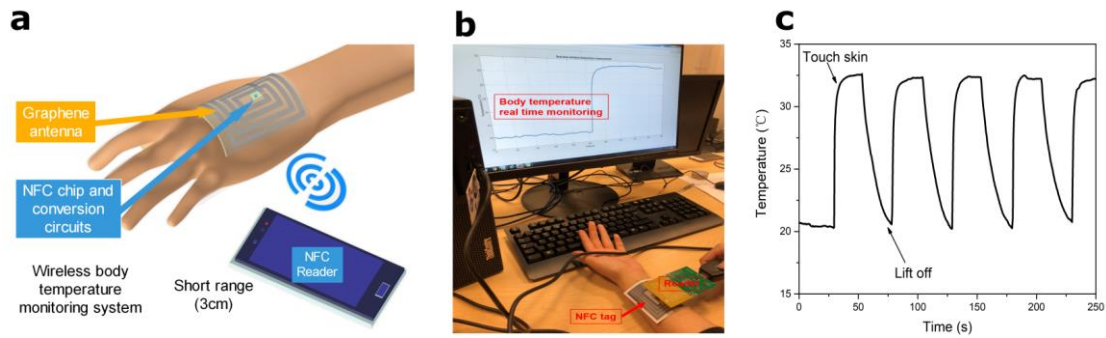 a
Graphene
antenna
NFC chip and
conversion
circuits
Wireless body
temperature
monitoring system
Short range
(3cm)
NFC
Reader
b
Body temperature
real time monitoring
Reader
NFC tag
c
Temperature (℃)
35
30
25
20
15
Touch skin
Lift off
0
50
100
150
200
250
Time (s)